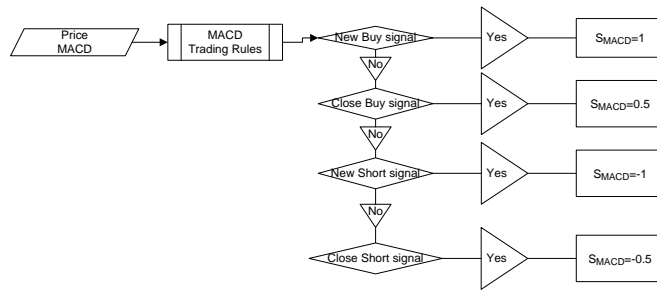 Price
MACD
MACD
Trading Rules
New Buy signal
Yes
SMACD=1
No
Close Buy signal
Yes
SMACD=0.5
No
New Short signal
Yes
SMACD=-1
No
Close Short signal
Yes
SMACD=-0.5